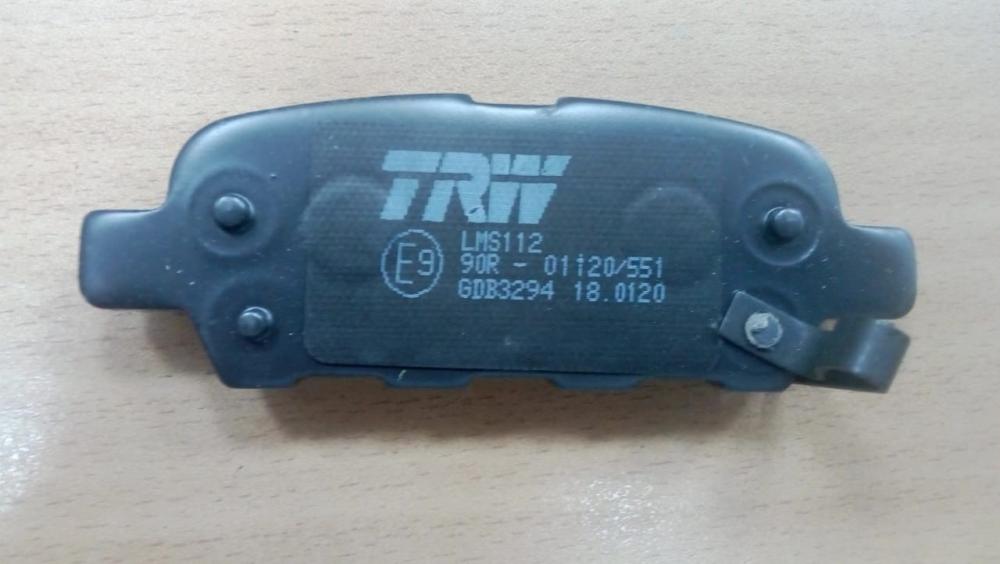 TRW
E9
LMS112
90R - 01120/551
GDB3294 18.0120